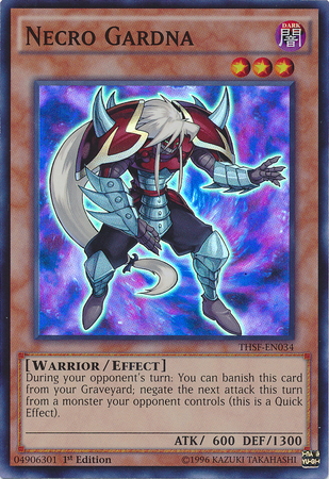 NECRO GARDNA
DARK
闇
THSF-EN034
[WARRIOR/EFFECT]
During your opponent's turn: You can banish this card
from your Graveyard; negate the next attack this turn
from a monster your opponent controls (this is a Quick
Effect).
ATK/ 600 DEF/1300
04906301 1st Edition ©1996 KAZUKI TAKAHASHI